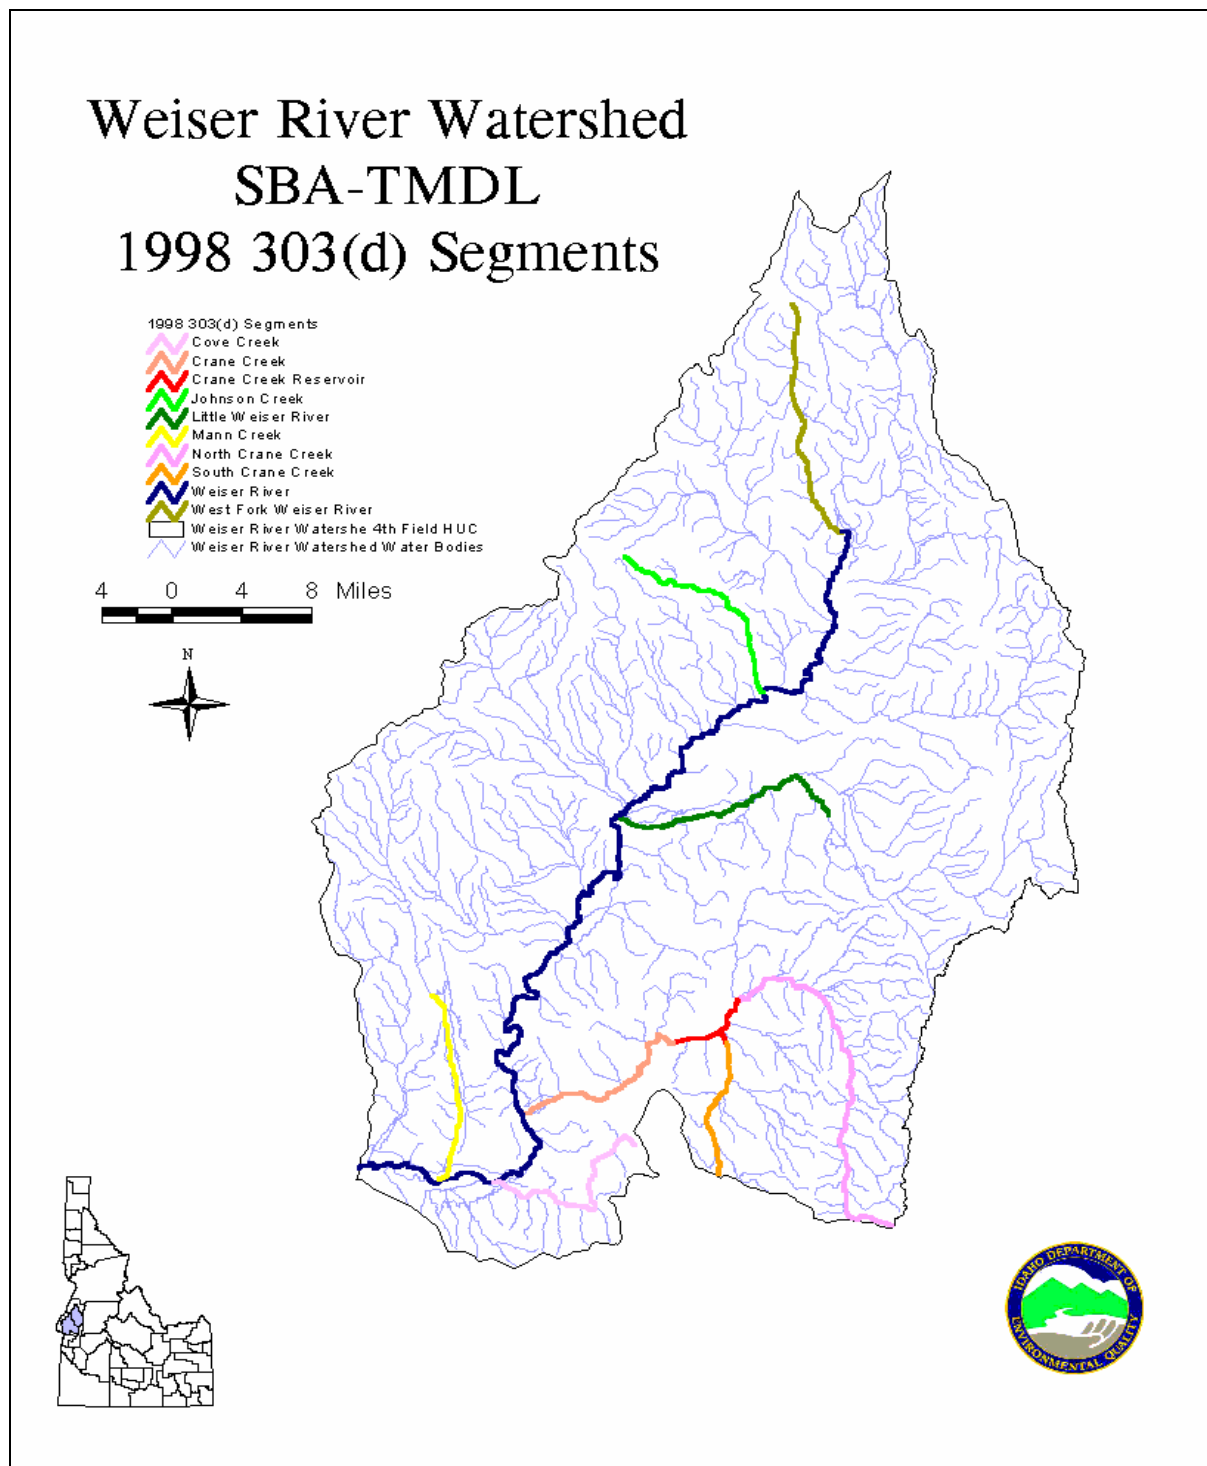 Weiser River Watershed
SBA-TMDL
1998 303(d) Segments
1998 303(d) Segments
Cove Creek
Crane Creek
Crane Creek Reservoir
Johnson Creek
Little Weiser River
Mann Creek
North Crane Creek
South Crane Creek
Weiser River
West Fork Weiser River
Weiser River Watershe 4th Field HUC
Weiser River Watershed Water Bodies
4 0 4 8 Miles
N
IDAHO DEPARTMENT OF
ENVIRONMENTAL QUALITY